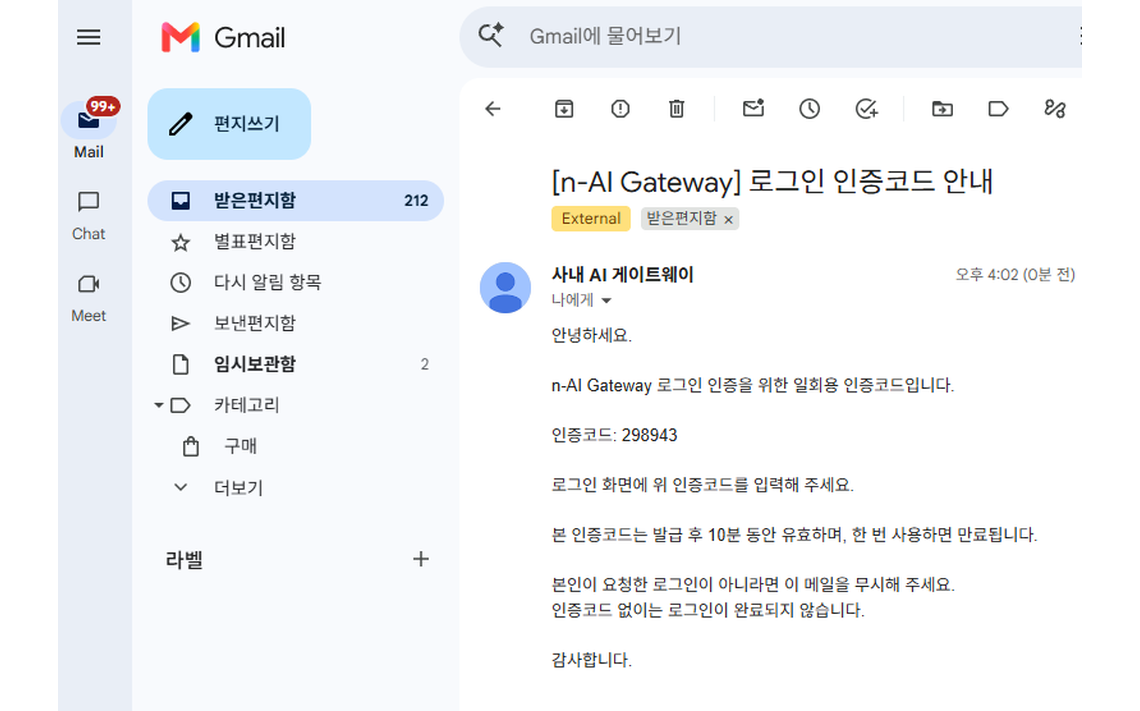 Gmail
Gmail에 물어보기
99+
Mail
Chat
Meet
편지쓰기
받은편지함 212
별표편지함
다시 알림 항목
보낸편지함
임시보관함 2
카테고리
구매
더보기
라벨
[n-AI Gateway] 로그인 인증코드 안내
External 받은편지함 ×
사내 AI 게이트웨이 오후 4:02 (0분 전)
나에게
안녕하세요.
n-AI Gateway 로그인 인증을 위한 일회용 인증코드입니다.
인증코드: 298943
로그인 화면에 위 인증코드를 입력해 주세요.
본 인증코드는 발급 후 10분 동안 유효하며, 한 번 사용하면 만료됩니다.
본인이 요청한 로그인이 아니라면 이 메일을 무시해 주세요.
인증코드 없이는 로그인이 완료되지 않습니다.
감사합니다.